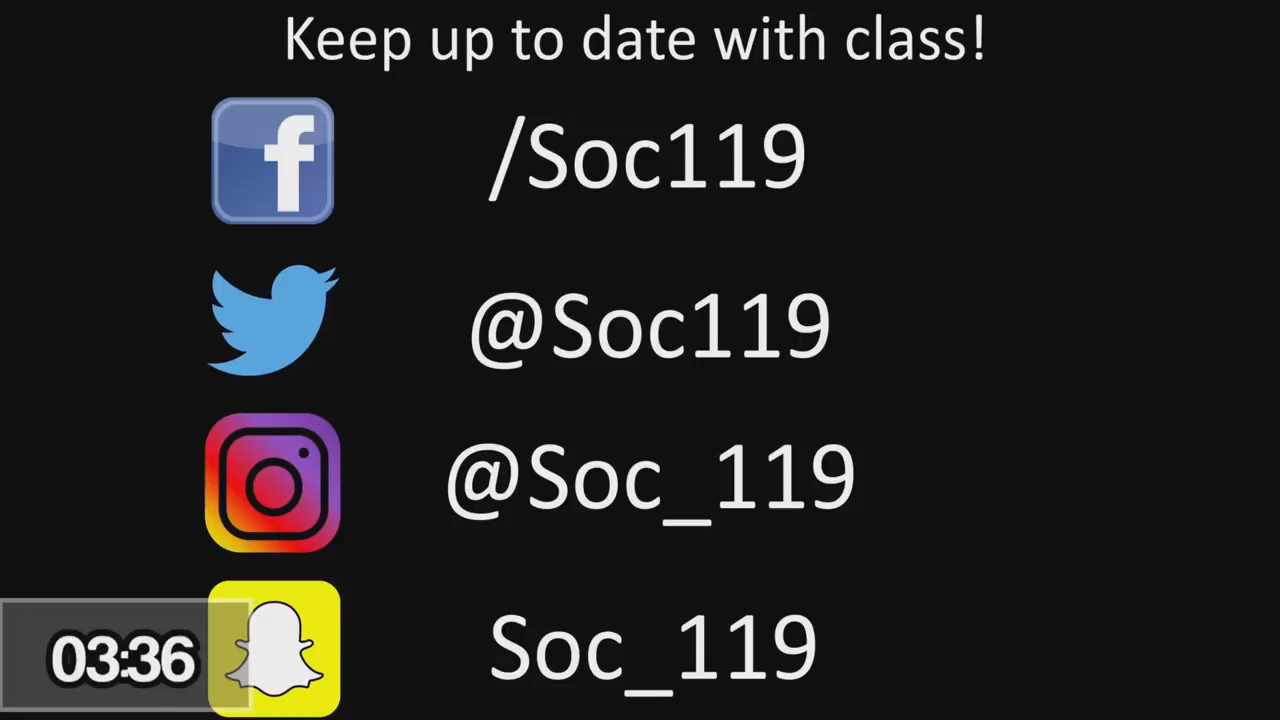 Keep up to date with class!
f
/Soc119
@Soc119
@Soc_119
Soc_119
03:36